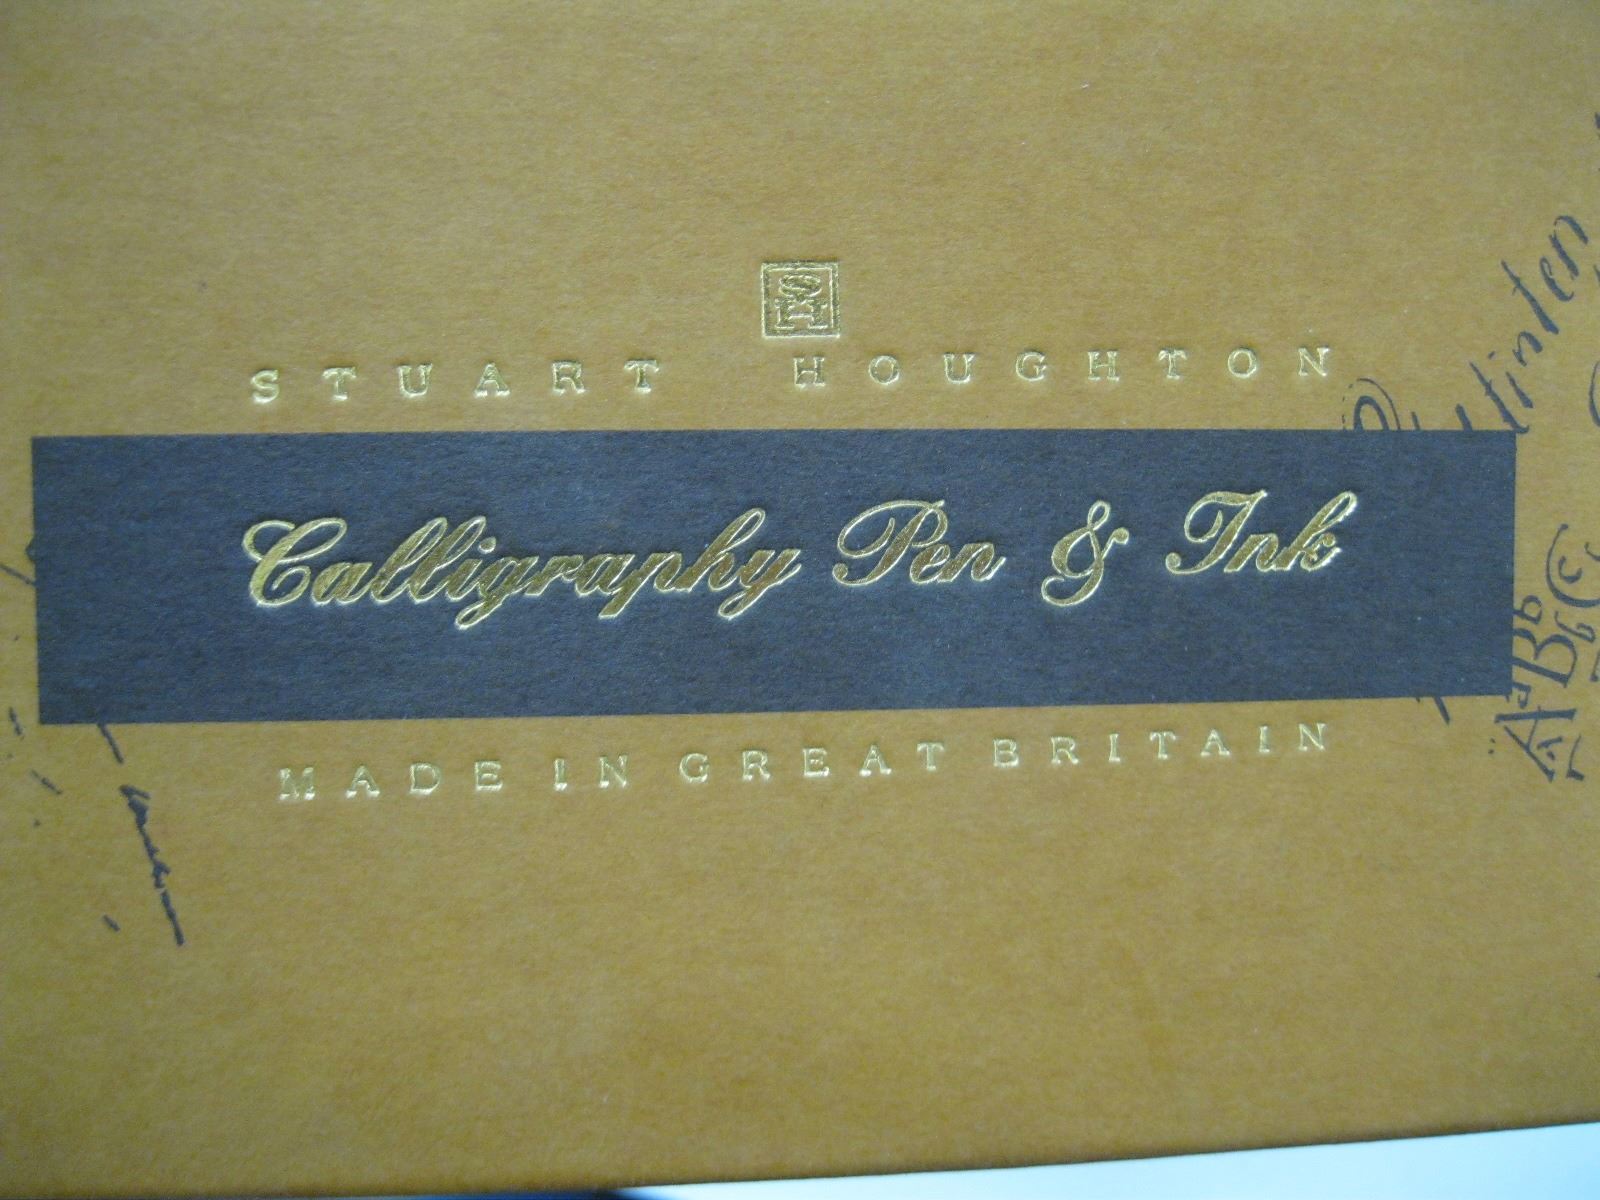 SH
STUART HOUGHTON
Calligraphy Pen & Ink
MADE IN GREAT BRITAIN